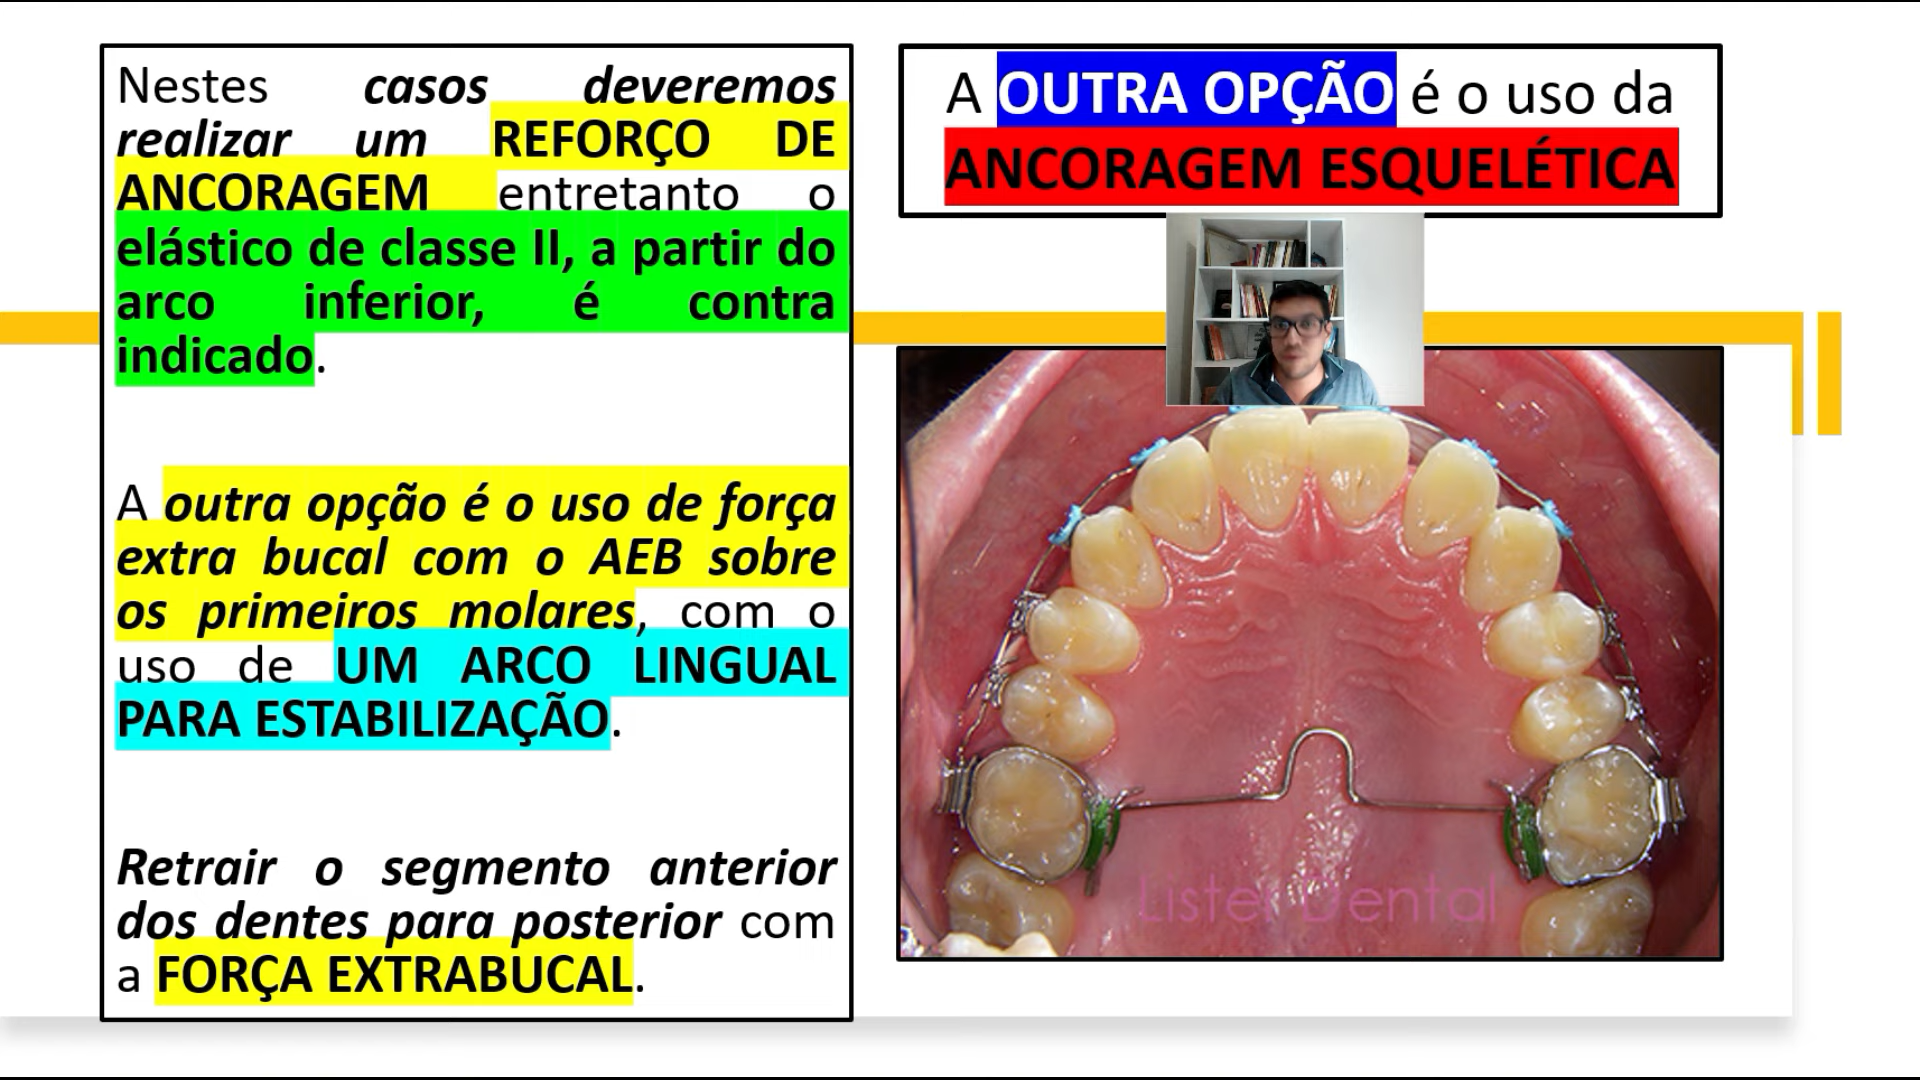 Nestes casos deveremos
realizar um REFORÇO DE
ANCORAGEM entretanto o
elástico de classe II, a partir do
arco inferior, é contra
indicado.
A outra opção é o uso de força
extra bucal com o AEB sobre
os primeiros molares, com o
uso de UM ARCO LINGUAL
PARA ESTABILIZAÇÃO.
Retrair o segmento anterior
dos dentes para posterior com
a FORÇA EXTRABUCAL.
A OUTRA OPÇÃO é o uso da
ANCORAGEM ESQUELÉTICA
Lister Dental